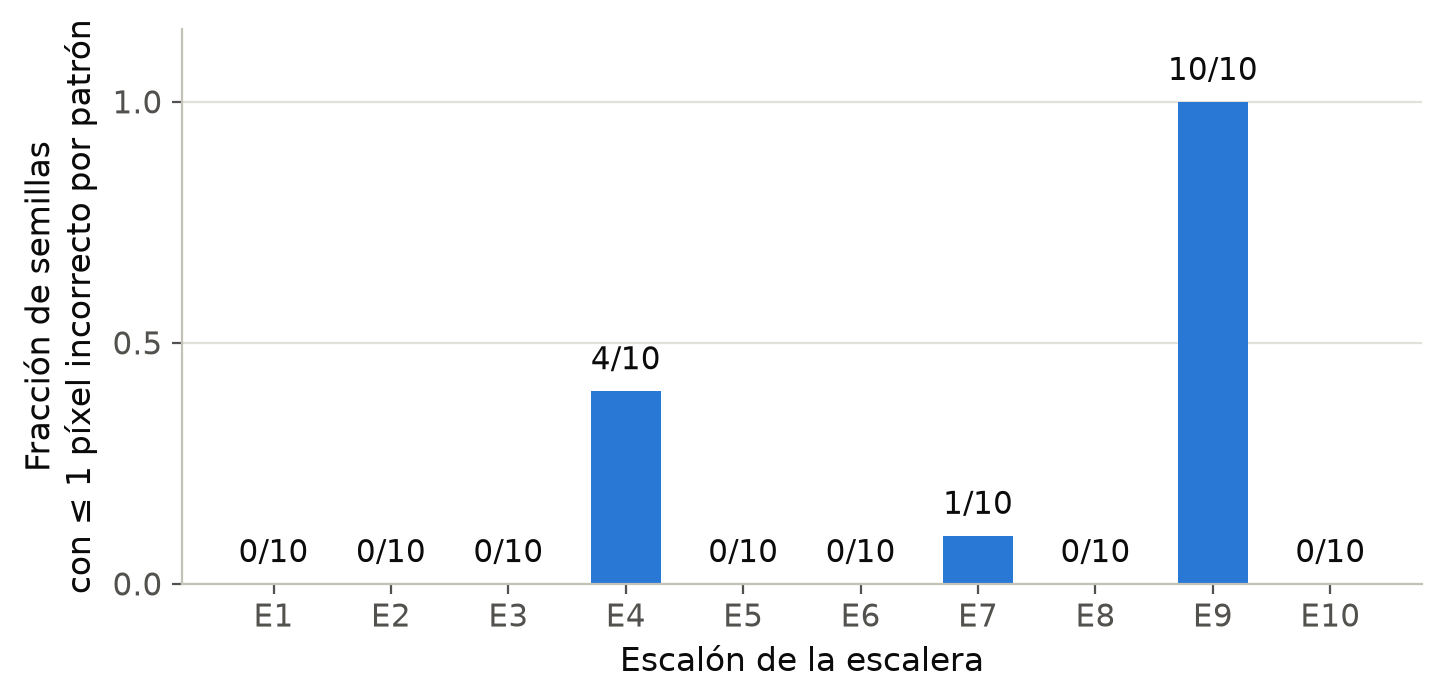 Fracción de semillas
con ≤ 1 píxel incorrecto por patrón
1.0
0.5
0.0
0/10
0/10
0/10
4/10
0/10
0/10
1/10
0/10
10/10
0/10
E1
E2
E3
E4
E5
E6
E7
E8
E9
E10
Escalón de la escalera